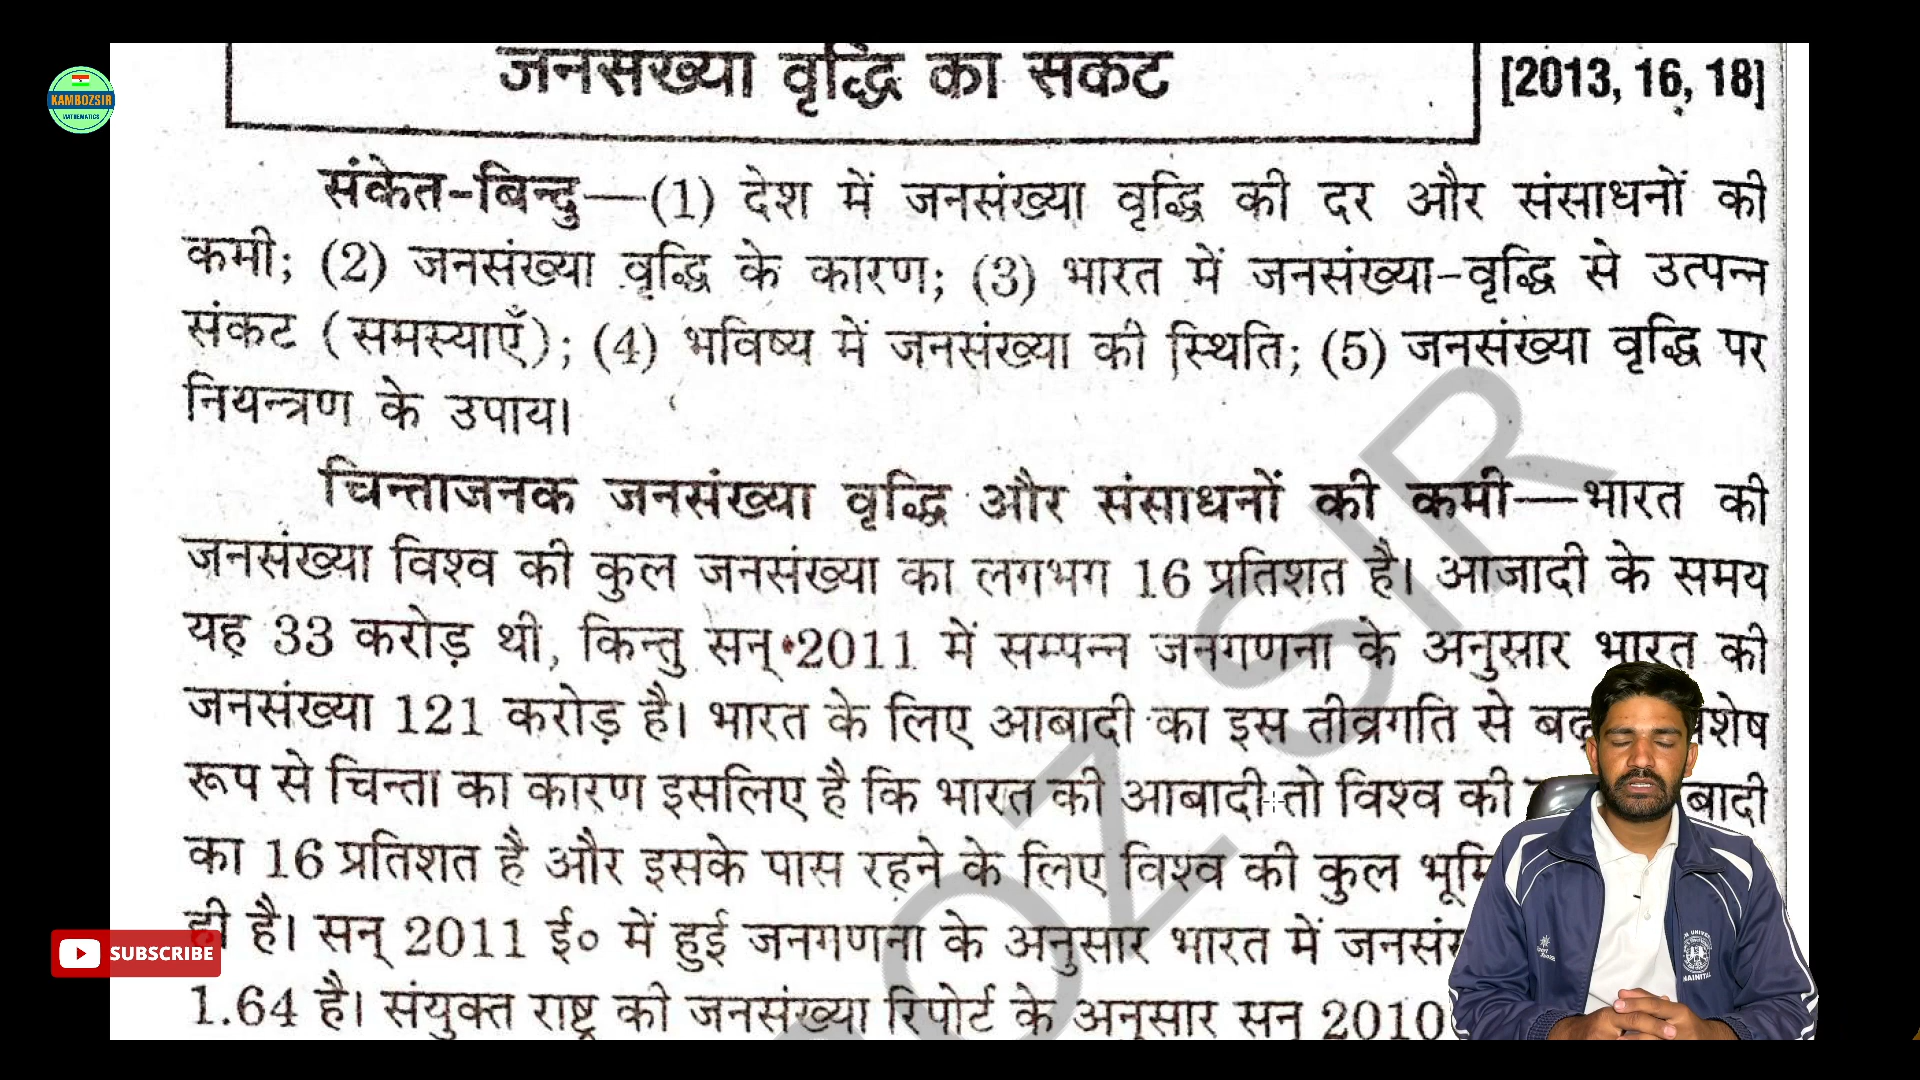 जनसंख्या वृद्धि का संकट
[2013, 16, 18]
KAMBOZSIR
MATHEMATICS
संकेत-बिन्दु—(1) देश में जनसंख्या वृद्धि की दर और संसाधनों की
कमी; (2) जनसंख्या वृद्धि के कारण; (3) भारत में जनसंख्या-वृद्धि से उत्पन्न
संकट (समस्याएँ); (4) भविष्य में जनसंख्या की स्थिति; (5) जनसंख्या वृद्धि पर
नियन्त्रण के उपाय।
चिन्ताजनक जनसंख्या वृद्धि और संसाधनों की कमी—भारत की
जनसंख्या विश्व की कुल जनसंख्या का लगभग 16 प्रतिशत है। आजादी के समय
यह 33 करोड़ थी, किन्तु सन् 2011 में सम्पन्न जनगणना के अनुसार भारत की
जनसंख्या 121 करोड़ है। भारत के लिए आबादी का इस तीव्रगति से
रूप से चिन्ता का कारण इसलिए है कि भारत की आबादी तो विश्व की
का 16 प्रतिशत है और इसके पास रहने के लिए विश्व की कुल
ही है। सन् 2011 ई० में हुई जनगणना के अनुसार भारत में
1.64 है। संयुक्त राष्ट्र की जनसंख्या रिपोर्ट के अनुसार सन् 2010
OZ SIR
SUBSCRIBE
NAINITAL